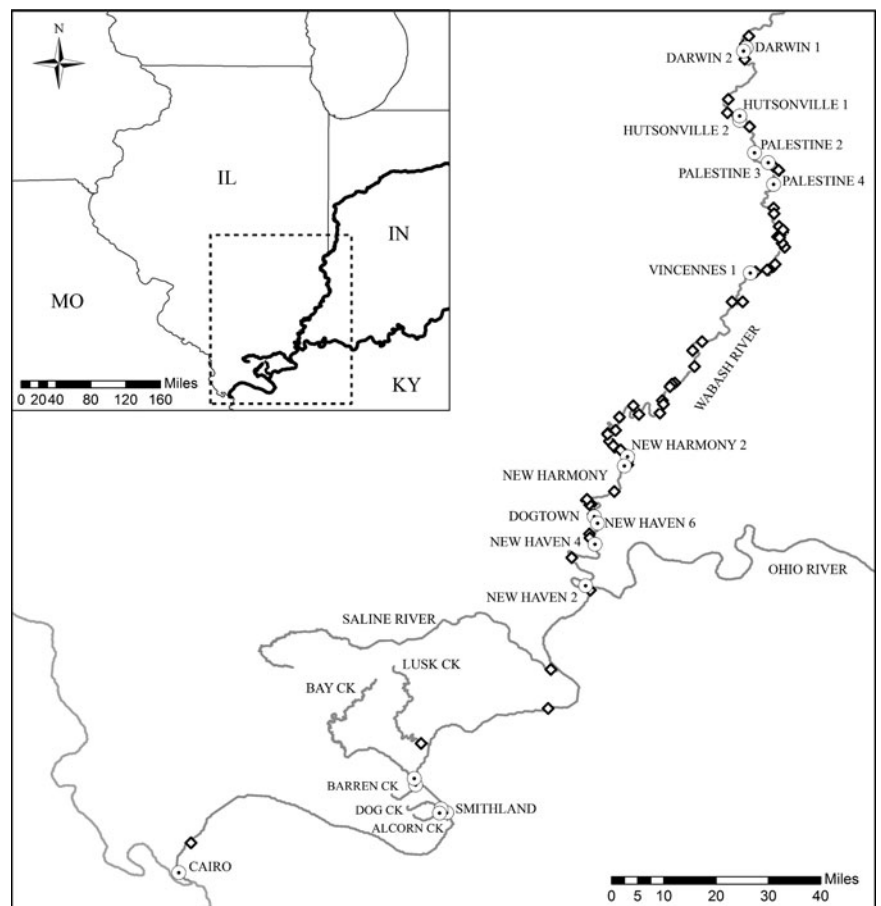 N
IL
IN
MO
KY
Miles
0 20 40 80 120 160
DARWIN 1
DARWIN 2
HUTSONVILLE 1
HUTSONVILLE 2
PALESTINE 2
PALESTINE 3
PALESTINE 4
VINCENNES 1
WABASH RIVER
NEW HARMONY 2
NEW HARMONY
DOGTOWN
NEW HAVEN 6
NEW HAVEN 4
OHIO RIVER
NEW HAVEN 2
SALINE RIVER
LUSK CK
BAY CK
BARREN CK
DOG CK
SMITHLAND
ALCORN CK
CAIRO
Miles
0 5 10 20 30 40